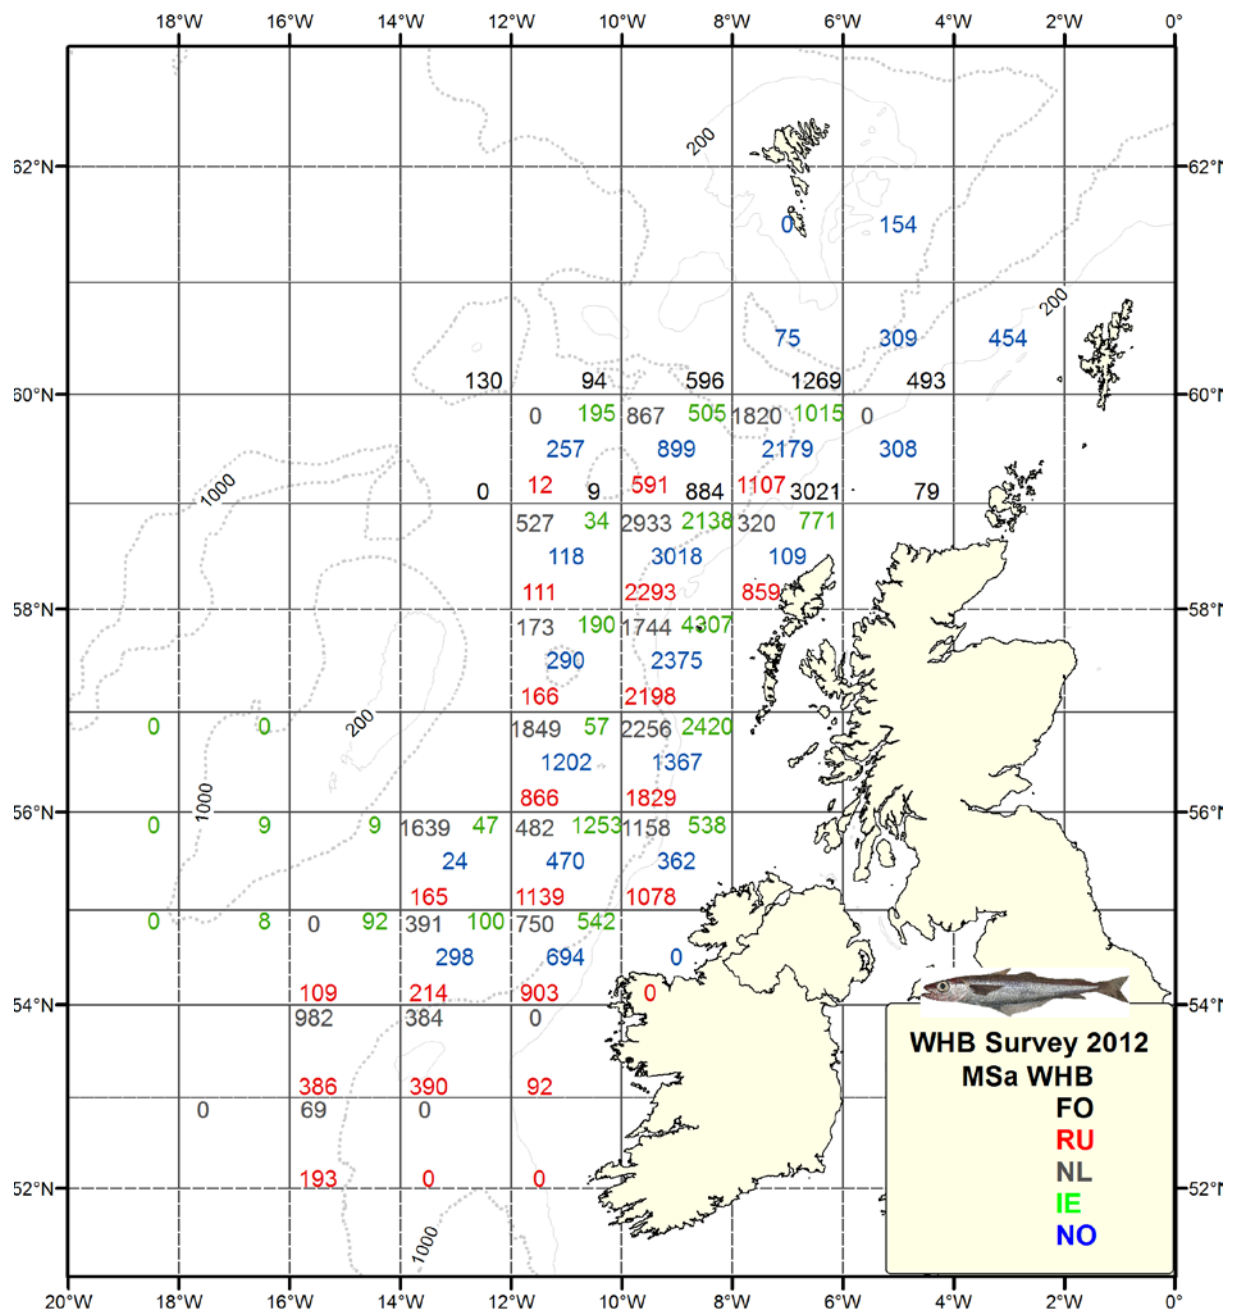 18°W 16°W 14°W 12°W 10°W 8°W 6°W 4°W 2°W 0°
200
62°N 62°N
0 154
200
75 309 454
130 94 596 1269 493
60°N 60°N
0 195 867 505 1820 1015 0
257 899 2179 308
1000
0 12 9 591 884 1107 3021 79
527 34 2933 2138 320 771
118 3018 109
111 2293 859
58°N 58°N
173 190 1744 4307
290 2375
166 2198
200
0 0 1849 57 2256 2420
1202 1367
1000
866 1829
56°N 56°N
0 9 9 1639 47 482 1253 1158 538
24 470 362
165 1139 1078
0 8 0 92 391 100 750 542
298 694 0
109 214 903 0
54°N 54°N
982 384 0
WHB Survey 2012
MSa WHB
386 390 92
0 69 0
FO
RU
NL
193 0 0
52°N 52°N
IE
NO
1000
20°W 18°W 16°W 14°W 12°W 10°W 8°W 6°W 4°W 2°W 0°